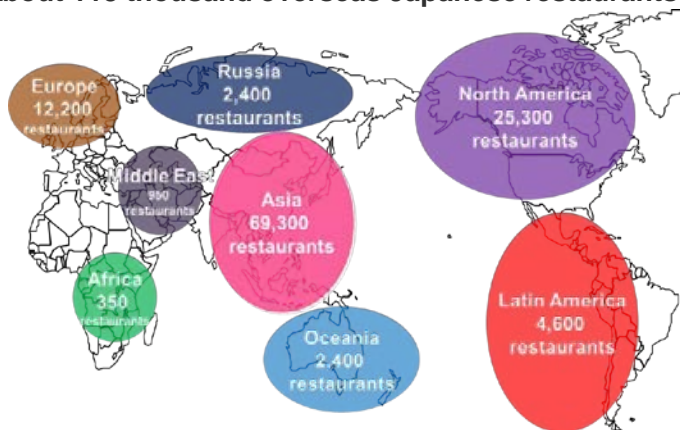 Europe
12,200
restaurants
Russia
2,400
restaurants
North America
25,300
restaurants
Middle East
950
restaurants
Asia
69,300
restaurants
Africa
350
restaurants
Oceania
2,400
restaurants
Latin America
4,600
restaurants